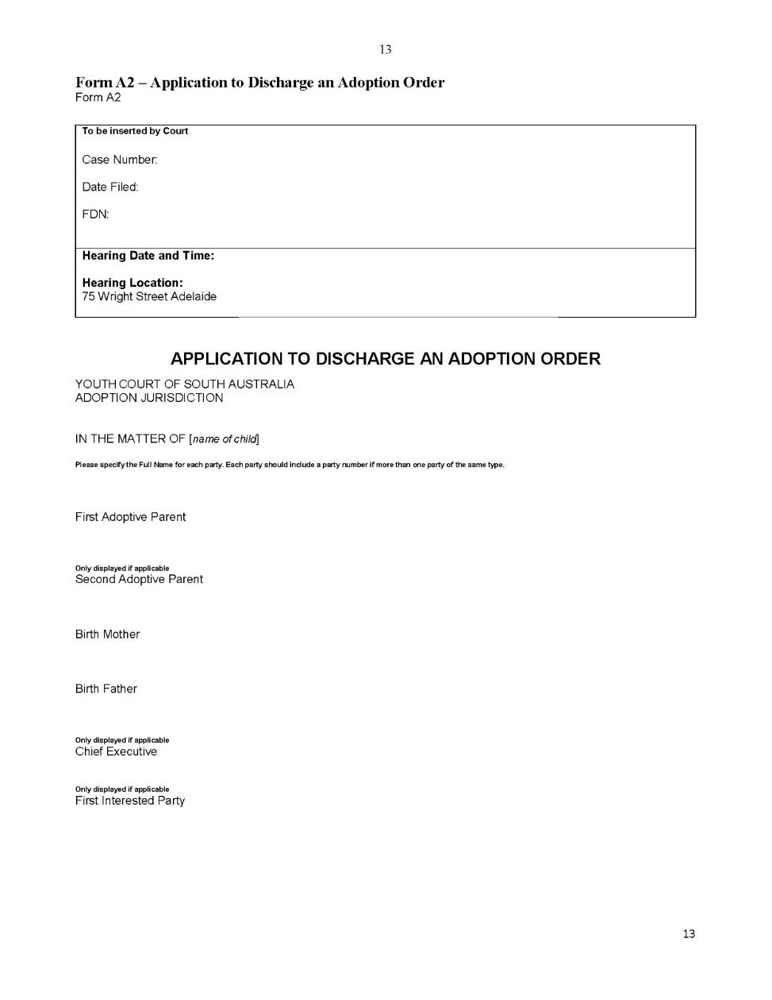 13
Form A2 – Application to Discharge an Adoption Order
Form A2
To be inserted by Court
Case Number:
Date Filed:
FDN:
Hearing Date and Time:
Hearing Location:
75 Wright Street Adelaide
APPLICATION TO DISCHARGE AN ADOPTION ORDER
YOUTH COURT OF SOUTH AUSTRALIA
ADOPTION JURISDICTION
IN THE MATTER OF [name of child]
Please specify the Full Name for each party. Each party should include a party number if more than one party of the same type.
First Adoptive Parent
Only displayed if applicable
Second Adoptive Parent
Birth Mother
Birth Father
Only displayed if applicable
Chief Executive
Only displayed if applicable
First Interested Party
13